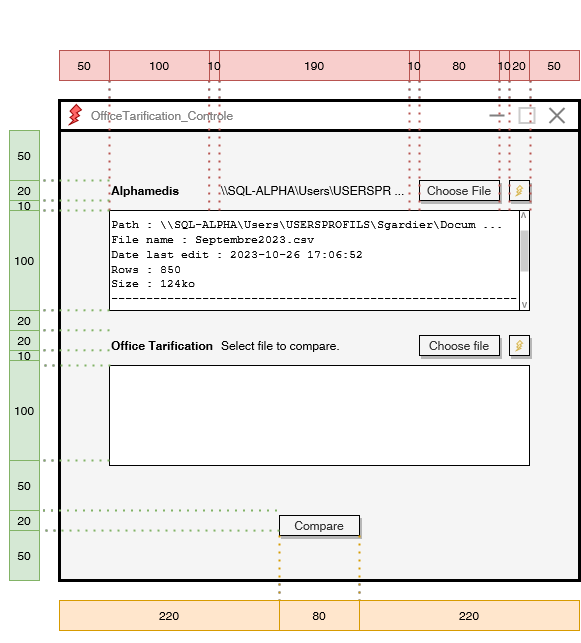 50 100 10 190 10 80 10 20 50
OfficeTarification_Controle
50
20
Alphamedis \\SQL-ALPHA\Users\USERSPR ... Choose File
10
Path : \\SQL-ALPHA\Users\USERSPROFILS\Sgardier\Docum ...
File name : Septembre2023.csv
Date last edit : 2023-10-26 17:06:52
100
Rows : 850
Size : 124ko
20
20
Office Tarification Select file to compare. Choose file
10
100
50
20
Compare
50
220 80 220